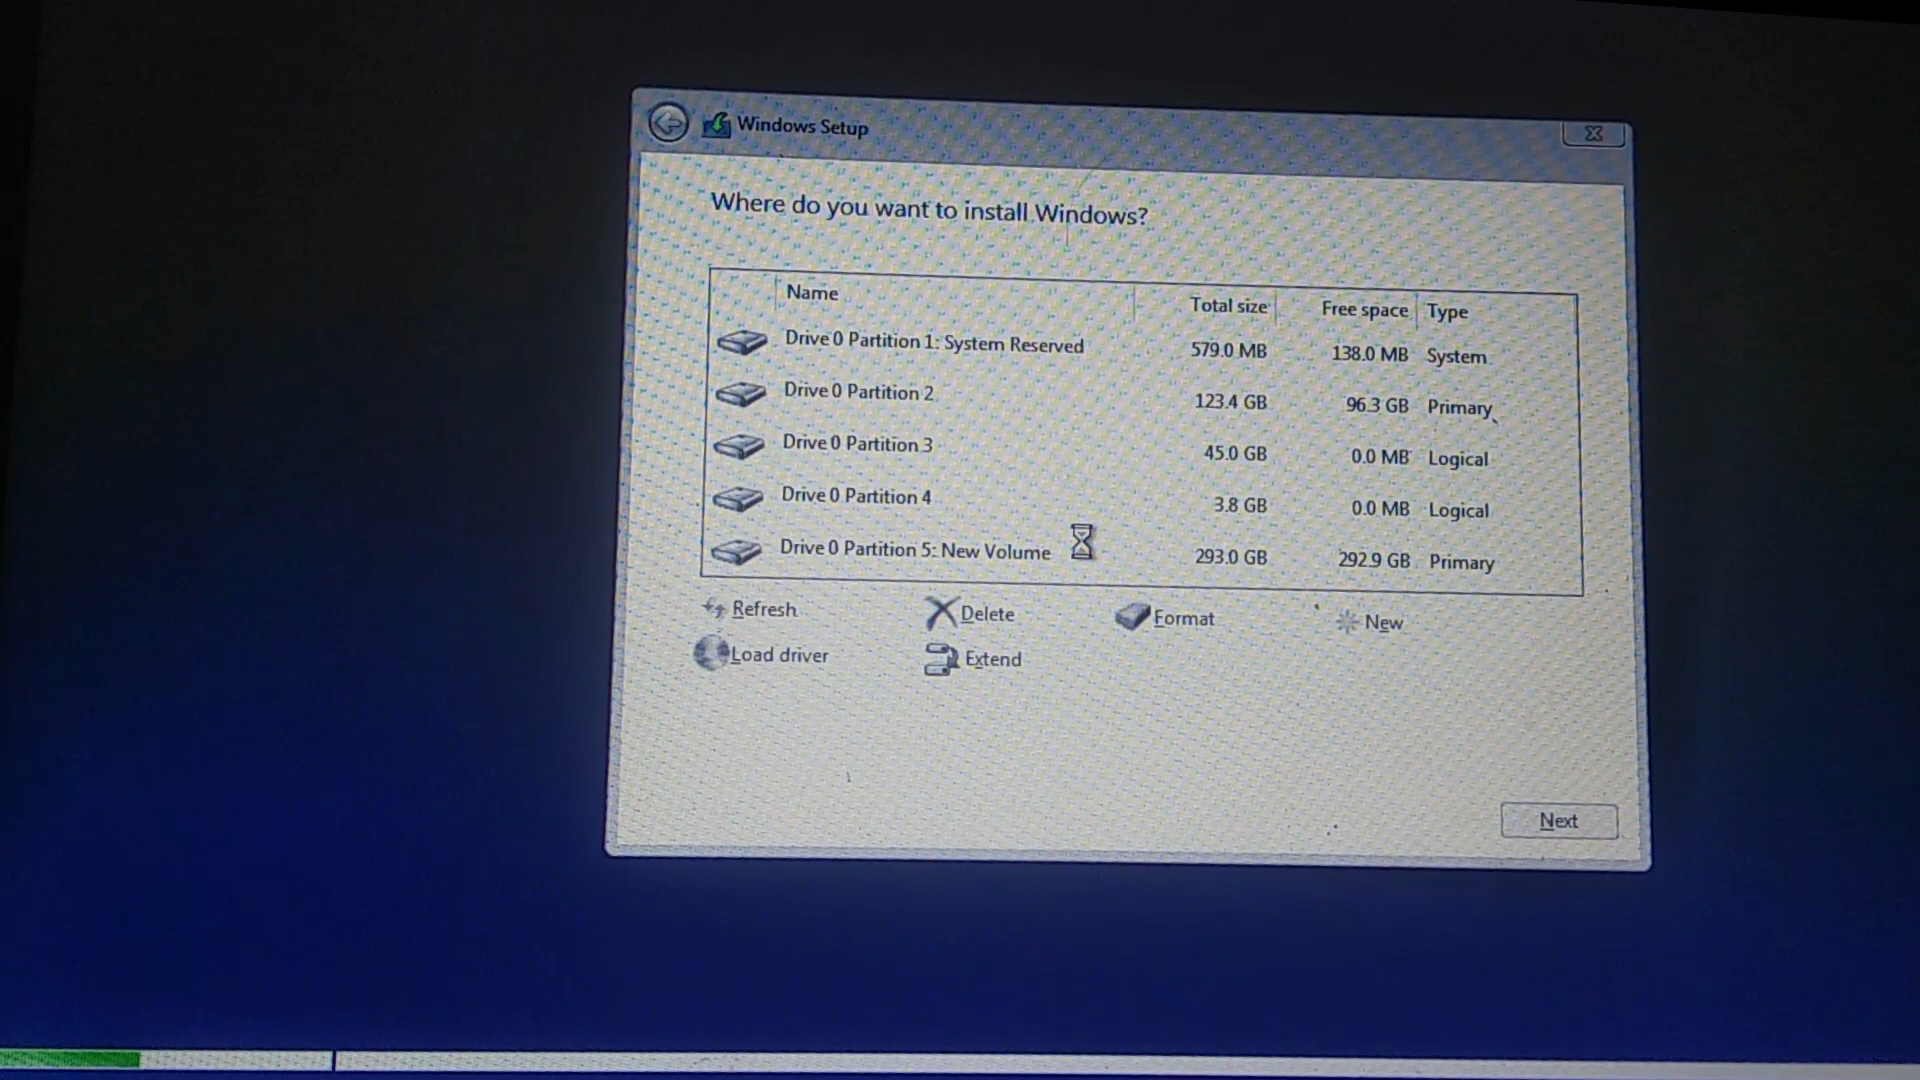 Windows Setup
Where do you want to install Windows?
Name Total size Free space Type
Drive 0 Partition 1: System Reserved 579.0 MB 138.0 MB System
Drive 0 Partition 2 123.4 GB 96.3 GB Primary
Drive 0 Partition 3 45.0 GB 0.0 MB Logical
Drive 0 Partition 4 3.8 GB 0.0 MB Logical
Drive 0 Partition 5: New Volume 293.0 GB 292.9 GB Primary
Refresh Delete Format New
Load driver Extend
Next